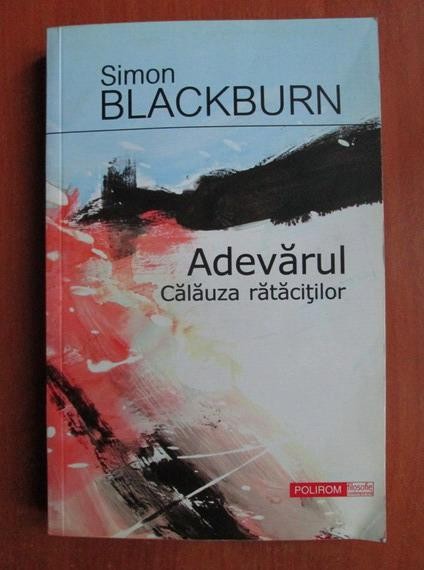 Simon
BLACKBURN
Adevărul
Călăuza rătăciţilor
POLIROM filosofie